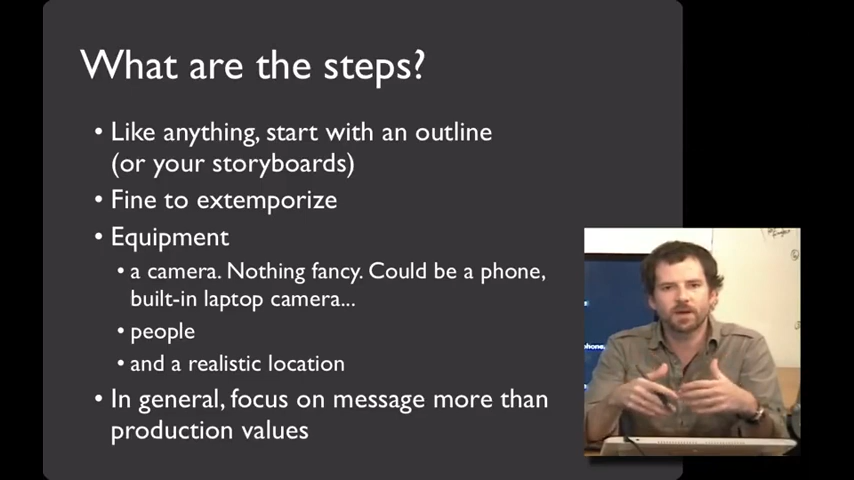 What are the steps?
• Like anything, start with an outline
(or your storyboards)
• Fine to extemporize
• Equipment
• a camera. Nothing fancy. Could be a phone,
built-in laptop camera...
• people
• and a realistic location
• In general, focus on message more than
production values
phone,